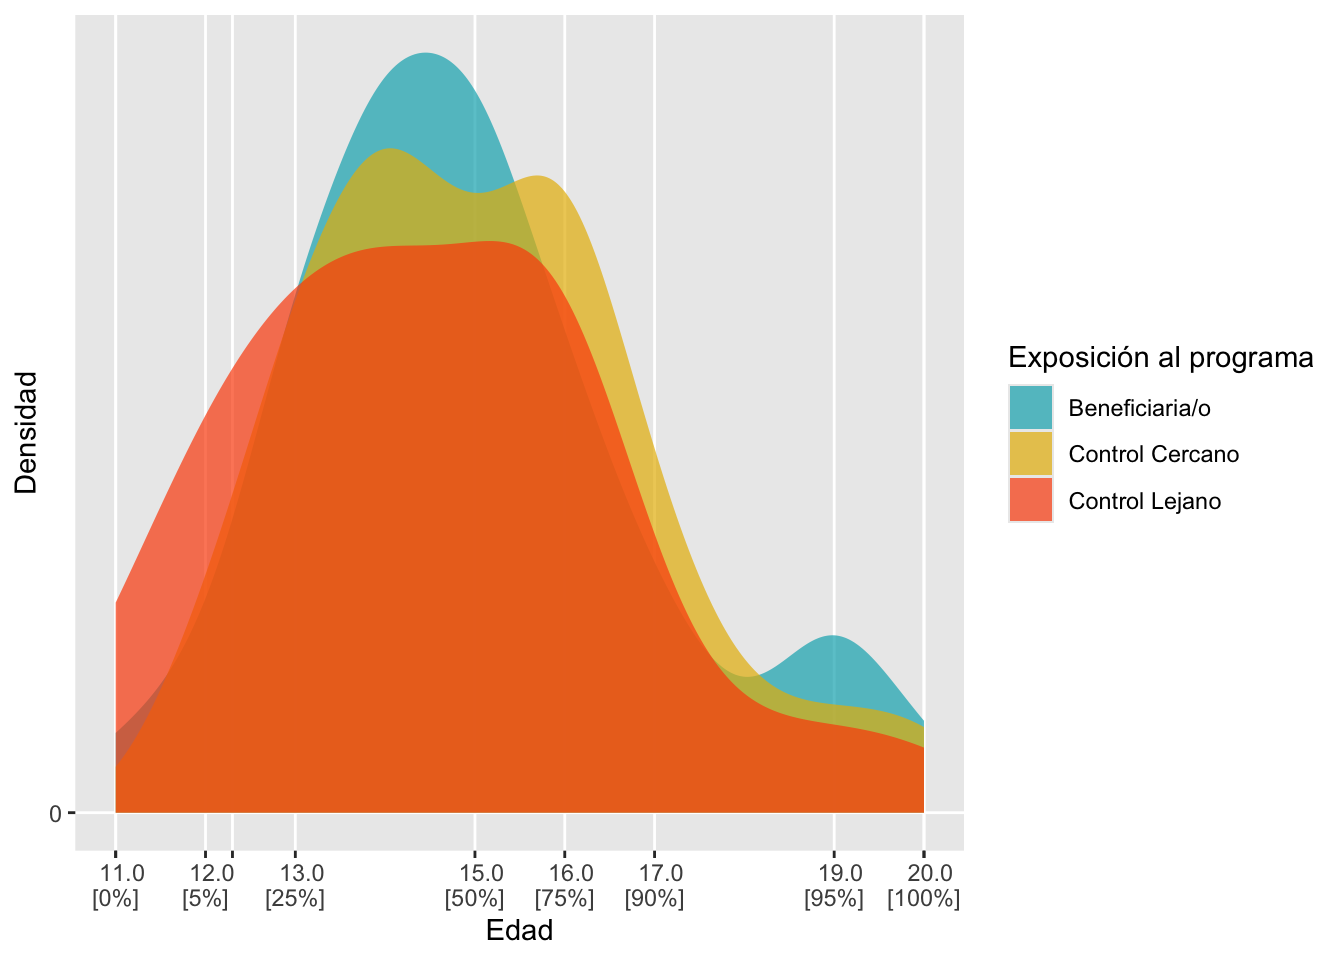 Densidad
0
11.0 12.0 13.0 15.0 16.0 17.0 19.0 20.0
[0%] [5%] [25%] [50%] [75%] [90%] [95%] [100%]
Edad
Exposición al programa
Beneficiaria/o
Control Cercano
Control Lejano